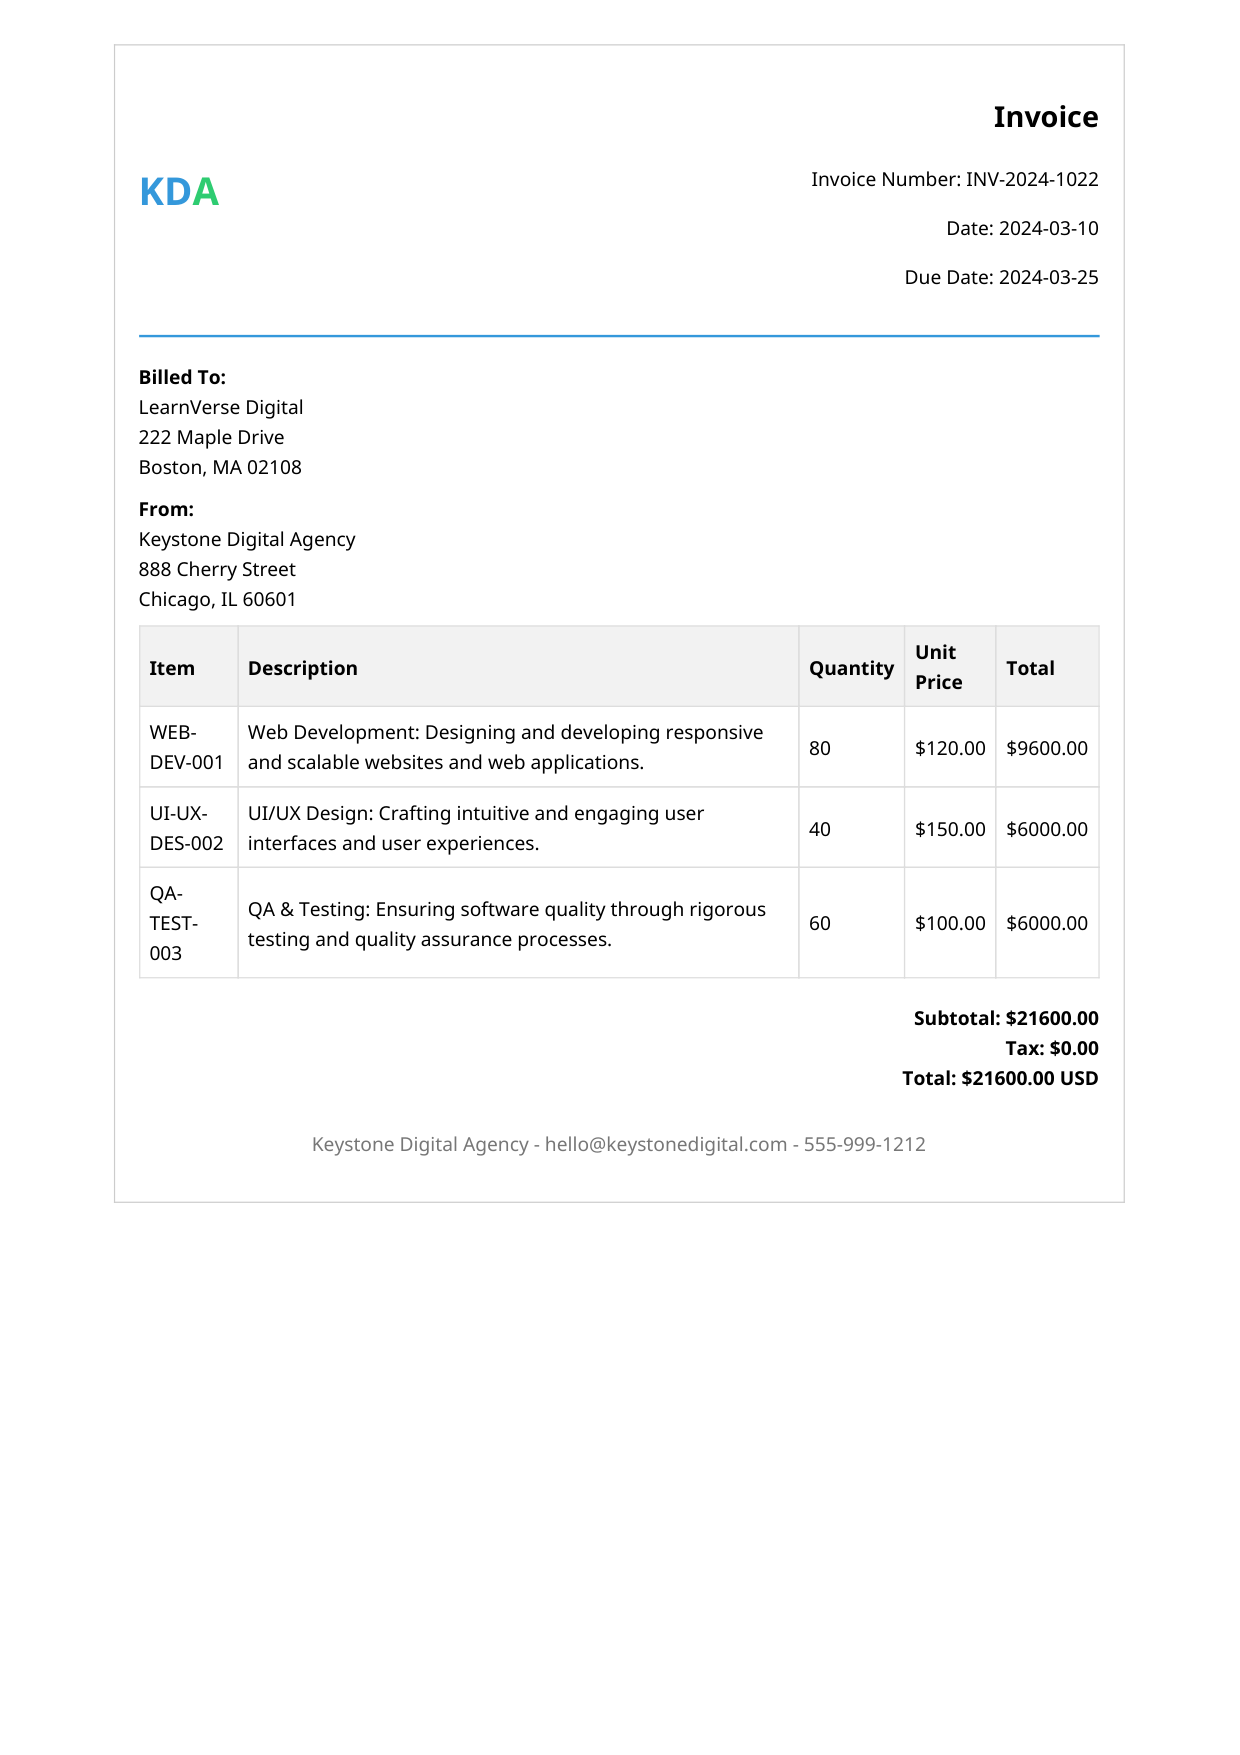 Invoice
KDA
Invoice Number: INV-2024-1022
Date: 2024-03-10
Due Date: 2024-03-25
Billed To:
LearnVerse Digital
222 Maple Drive
Boston, MA 02108
From:
Keystone Digital Agency
888 Cherry Street
Chicago, IL 60601
Item Description Quantity Unit Price Total
WEB-DEV-001 Web Development: Designing and developing responsive and scalable websites and web applications. 80 $120.00 $9600.00
UI-UX-DES-002 UI/UX Design: Crafting intuitive and engaging user interfaces and user experiences. 40 $150.00 $6000.00
QA-TEST-003 QA & Testing: Ensuring software quality through rigorous testing and quality assurance processes. 60 $100.00 $6000.00
Subtotal: $21600.00
Tax: $0.00
Total: $21600.00 USD
Keystone Digital Agency - hello@keystonedigital.com - 555-999-1212